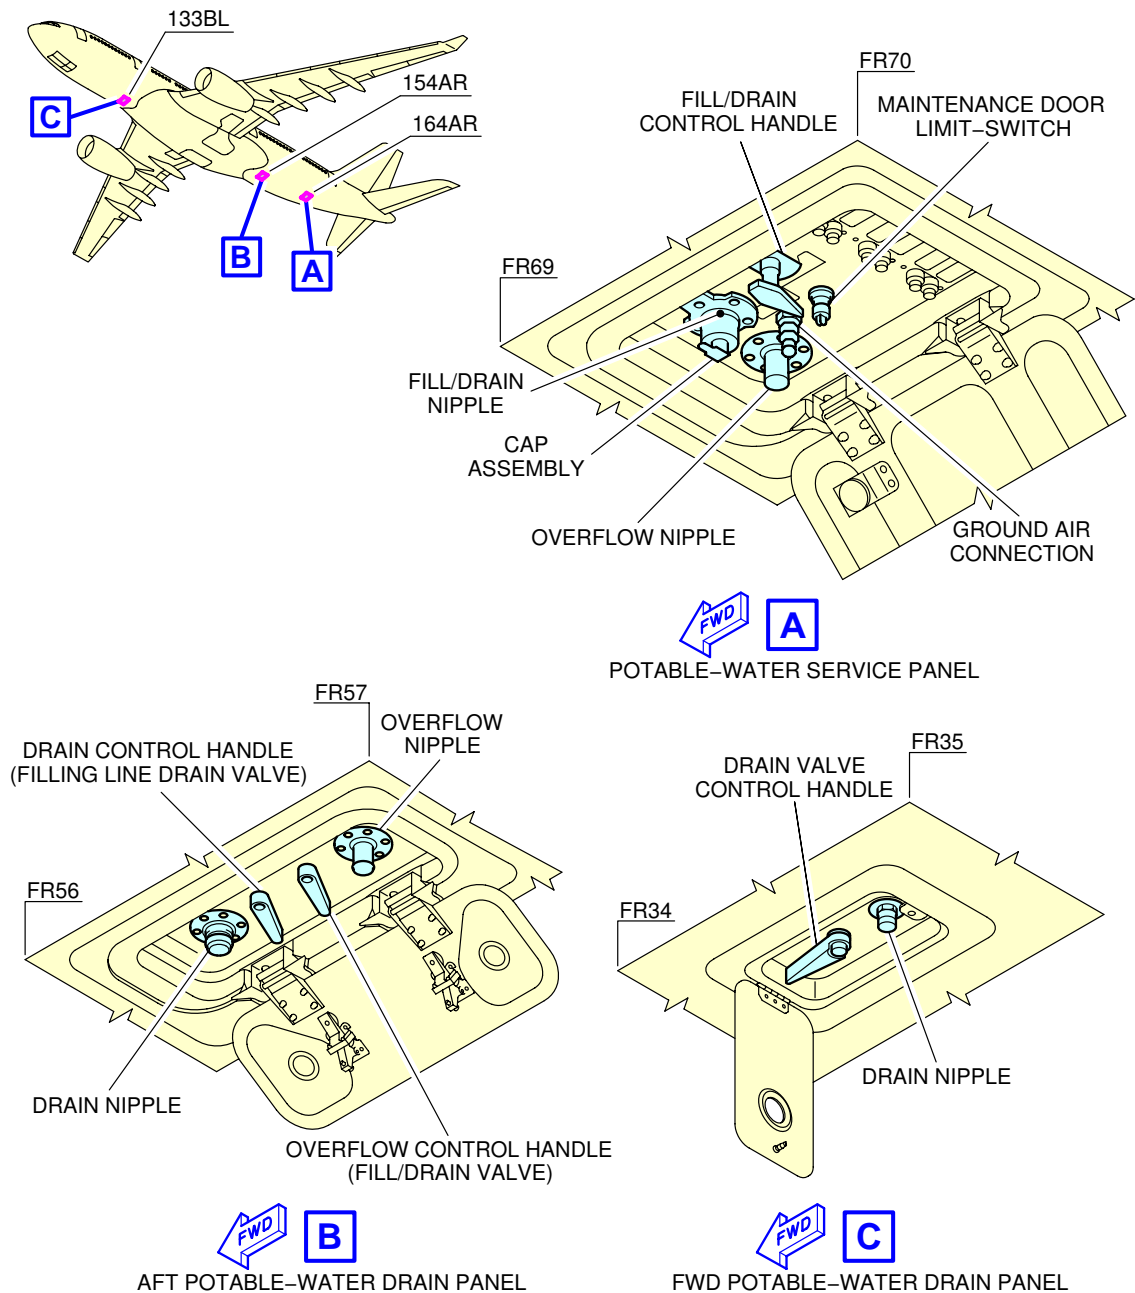 133BL
C
154AR
164AR
B
A
FR70
FILL/DRAIN
CONTROL HANDLE
MAINTENANCE DOOR
LIMIT−SWITCH
FR69
FILL/DRAIN
NIPPLE
CAP
ASSEMBLY
OVERFLOW NIPPLE
GROUND AIR
CONNECTION
FWD
A
POTABLE−WATER SERVICE PANEL
FR57
OVERFLOW
NIPPLE
DRAIN CONTROL HANDLE
(FILLING LINE DRAIN VALVE)
FR56
DRAIN NIPPLE
OVERFLOW CONTROL HANDLE
(FILL/DRAIN VALVE)
FWD
B
AFT POTABLE−WATER DRAIN PANEL
FR35
DRAIN VALVE
CONTROL HANDLE
FR34
DRAIN NIPPLE
FWD
C
FWD POTABLE−WATER DRAIN PANEL